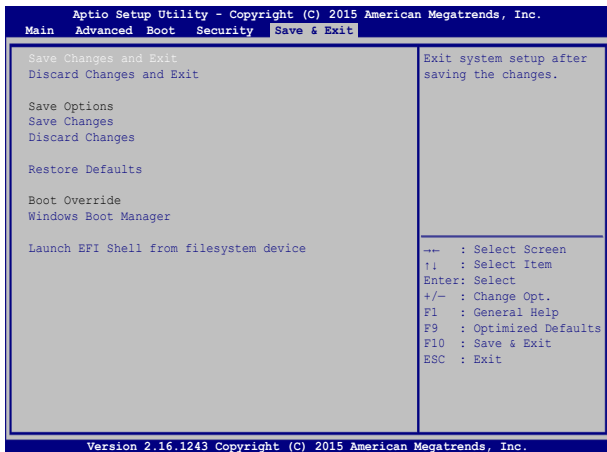 Aptio Setup Utility - Copyright (C) 2015 American Megatrends, Inc.
Main Advanced Boot Security Save & Exit
Save Changes and Exit
Discard Changes and Exit
Save Options
Save Changes
Discard Changes
Restore Defaults
Boot Override
Windows Boot Manager
Launch EFI Shell from filesystem device
Exit system setup after
saving the changes.
→← : Select Screen
↑↓ : Select Item
Enter: Select
+/— : Change Opt.
F1 : General Help
F9 : Optimized Defaults
F10 : Save & Exit
ESC : Exit
Version 2.16.1243 Copyright (C) 2015 American Megatrends, Inc.